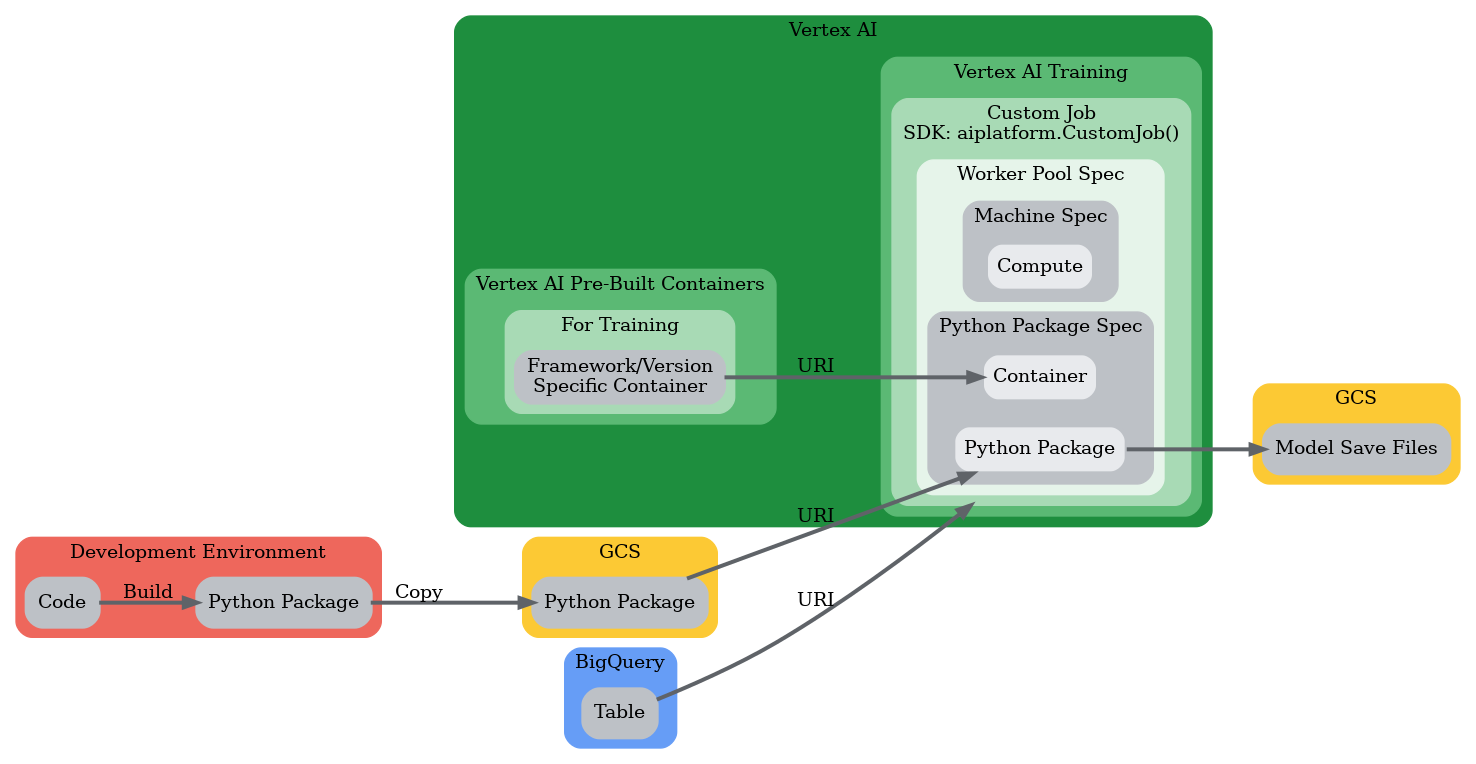 Vertex AI
Vertex AI Training
Custom Job
SDK: aiplatform.CustomJob()
Worker Pool Spec
Machine Spec
Compute
Vertex AI Pre-Built Containers
For Training
Framework/Version
Specific Container
URI
Python Package Spec
Container
Python Package
GCS
Model Save Files
URI
Development Environment
Code
Build
Python Package
Copy
GCS
Python Package
URI
BigQuery
Table